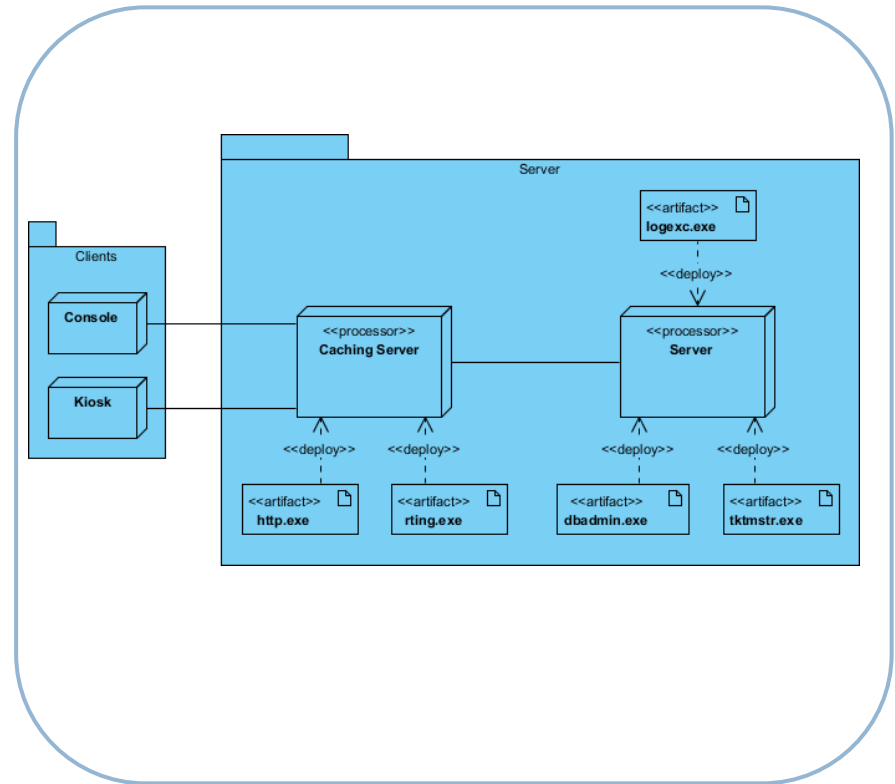 Server
<<artifact>>
logexc.exe
<<deploy>>
Clients
Console
Kiosk
<<processor>>
Caching Server
<<processor>>
Server
<<deploy>>
<<deploy>>
<<deploy>>
<<deploy>>
<<artifact>>
http.exe
<<artifact>>
rting.exe
<<artifact>>
dbadmin.exe
<<artifact>>
tktmstr.exe